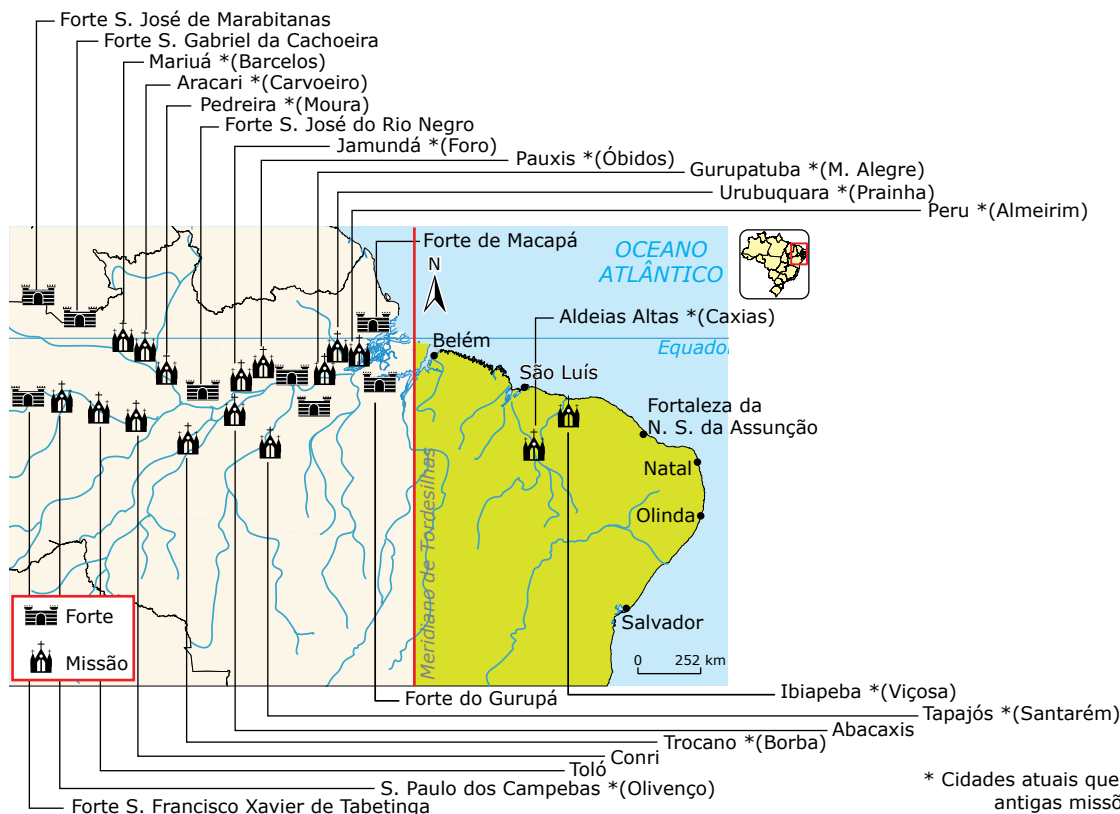 Forte S. José de Marabitanas
Forte S. Gabriel da Cachoeira
Mariuá *(Barcelos)
Aracari *(Carvoeiro)
Pedreira *(Moura)
Forte S. José do Rio Negro
Jamundá *(Foro)
Pauxis *(Óbidos)
Gurupatuba *(M. Alegre)
Urubuquara *(Prainha)
Peru *(Almeirim)
Forte de Macapá
N
OCEANO
ATLÂNTICO
Aldeias Altas *(Caxias)
Equador
Belém
São Luís
Fortaleza da
N. S. da Assunção
Natal
Olinda
Meridiano de Tordesilhas
Salvador
0 252 km
Forte
Missão
Forte do Gurupá
Ibiapeba *(Viçosa)
Tapajós *(Santarém)
Abacaxis
Trocano *(Borba)
Conri
Toló
S. Paulo dos Campebas *(Olivenço)
Forte S. Francisco Xavier de Tabetinga
* Cidades atuais que
antigas missõ